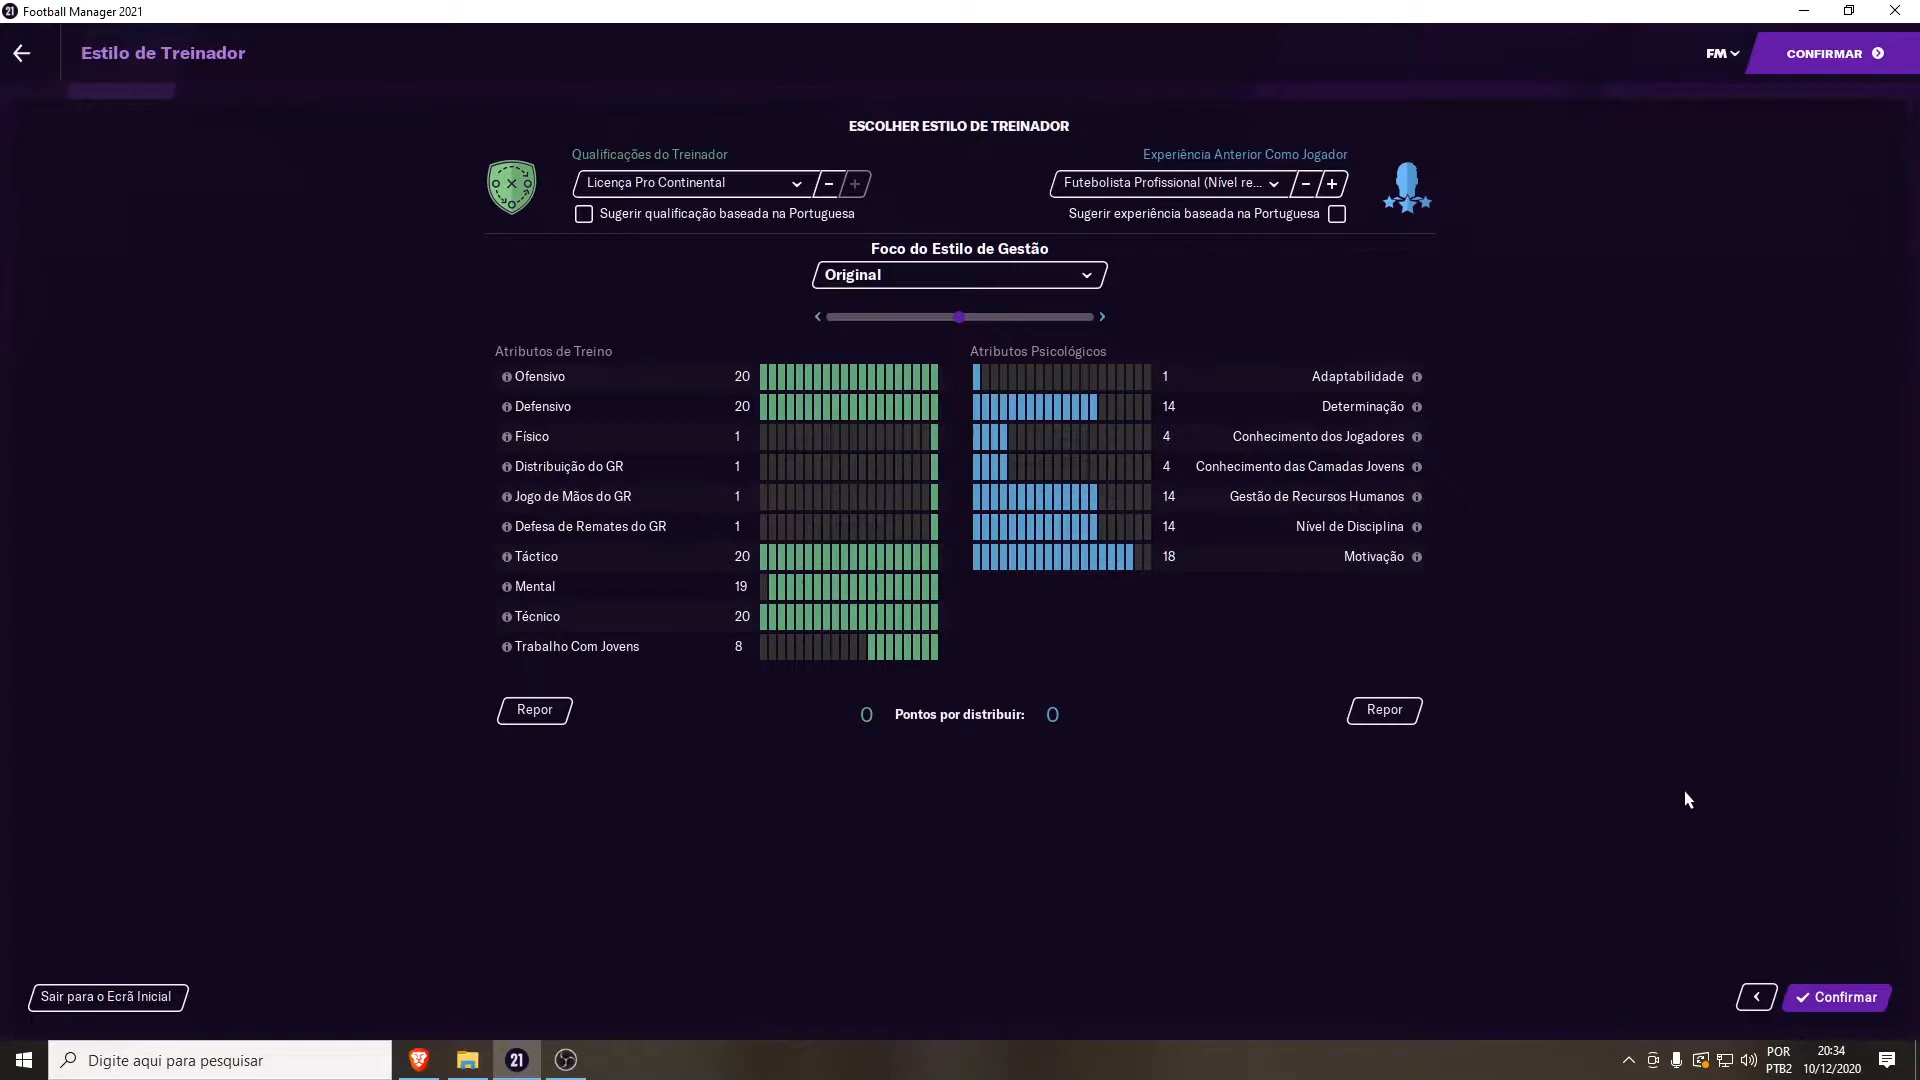 21 Football Manager 2021
Estilo de Treinador
FM
CONFIRMAR
ESCOLHER ESTILO DE TREINADOR
Qualificações do Treinador
Experiência Anterior Como Jogador
Licença Pro Continental
Futebolista Profissional (Nível re...
Sugerir qualificação baseada na Portuguesa
Sugerir experiência baseada na Portuguesa
Foco do Estilo de Gestão
Original
Atributos de Treino
Atributos Psicológicos
Ofensivo 20
1 Adaptabilidade
Defensivo 20
14 Determinação
Físico 1
4 Conhecimento dos Jogadores
Distribuição do GR 1
4 Conhecimento das Camadas Jovens
Jogo de Mãos do GR 1
14 Gestão de Recursos Humanos
Defesa de Remates do GR 1
14 Nível de Disciplina
Táctico 20
18 Motivação
Mental 19
Técnico 20
Trabalho Com Jovens 8
Repor
0 Pontos por distribuir: 0
Repor
Sair para o Ecrã Inicial
Confirmar
Digite aqui para pesquisar
21
POR
PTB2
20:34
10/12/2020